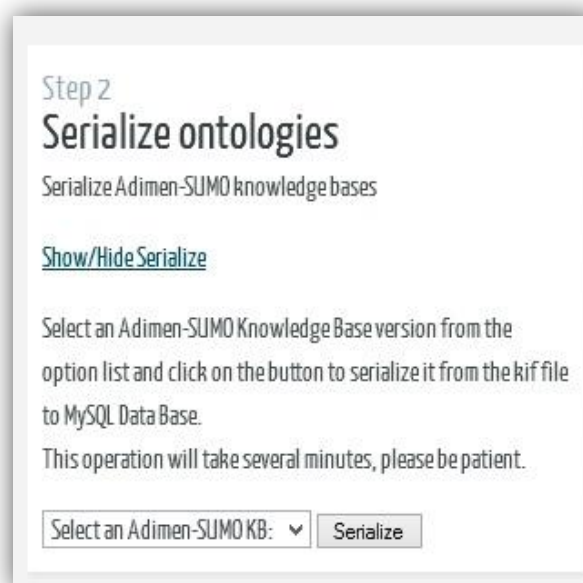 Step 2
Serialize ontologies
Serialize Adimen-SUMO knowledge bases
Show/Hide Serialize
Select an Adimen-SUMO Knowledge Base version from the
option list and click on the button to serialize it from the kif file
to MySQL Data Base.
This operation will take several minutes, please be patient.
Select an Adimen-SUMO KB: Serialize